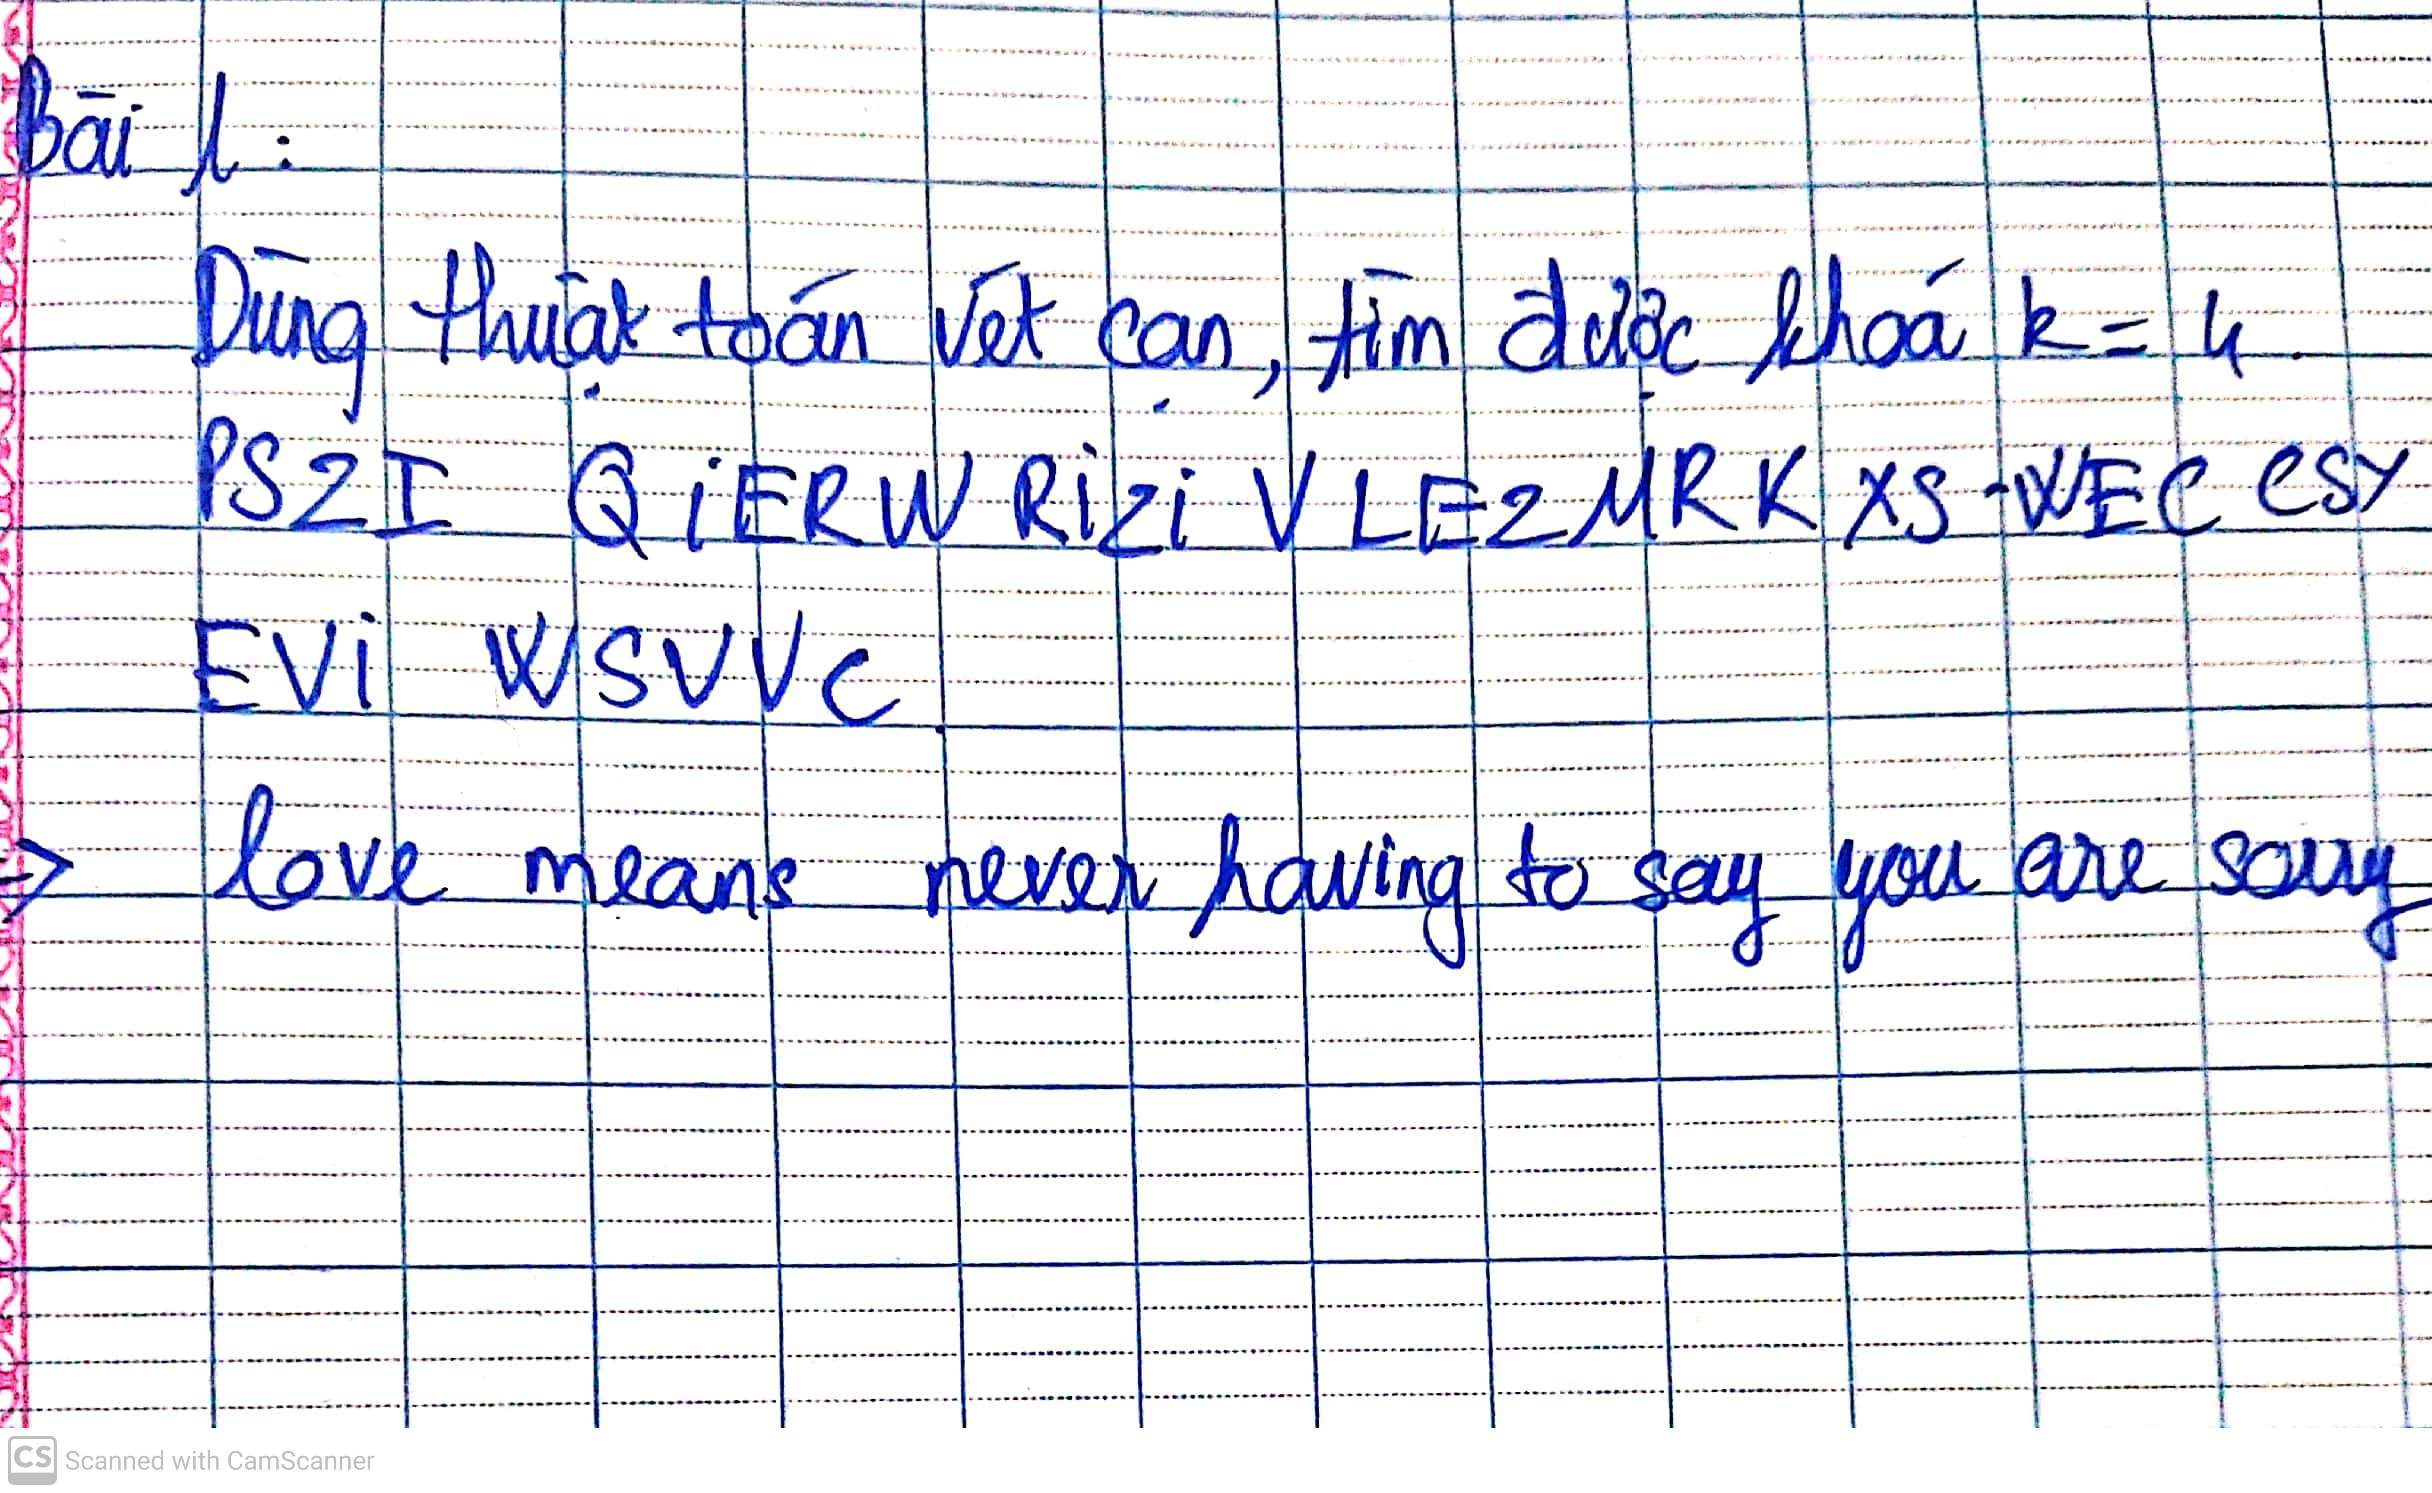 Bài 1:
Dùng thuật toán vét cạn, tìm được khoá k = 4.
PSZI QiERW RiZi V LEZMRK XS WEC CSY
EVi WSVVC
=> love means never having to say you are sorry
CS Scanned with CamScanner